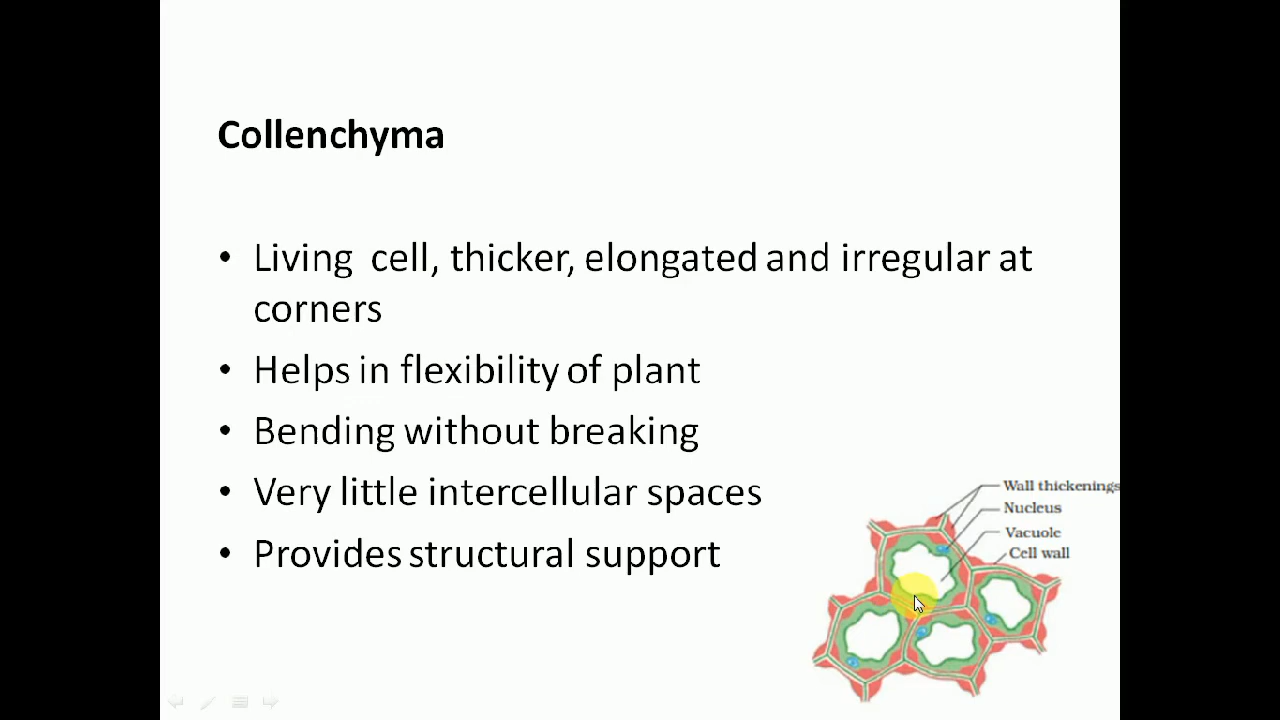 Collenchyma
• Living cell, thicker, elongated and irregular at
corners
• Helps in flexibility of plant
• Bending without breaking
• Very little intercellular spaces
• Provides structural support
Wall thickenings
Nucleus
Vacuole
Cell wall